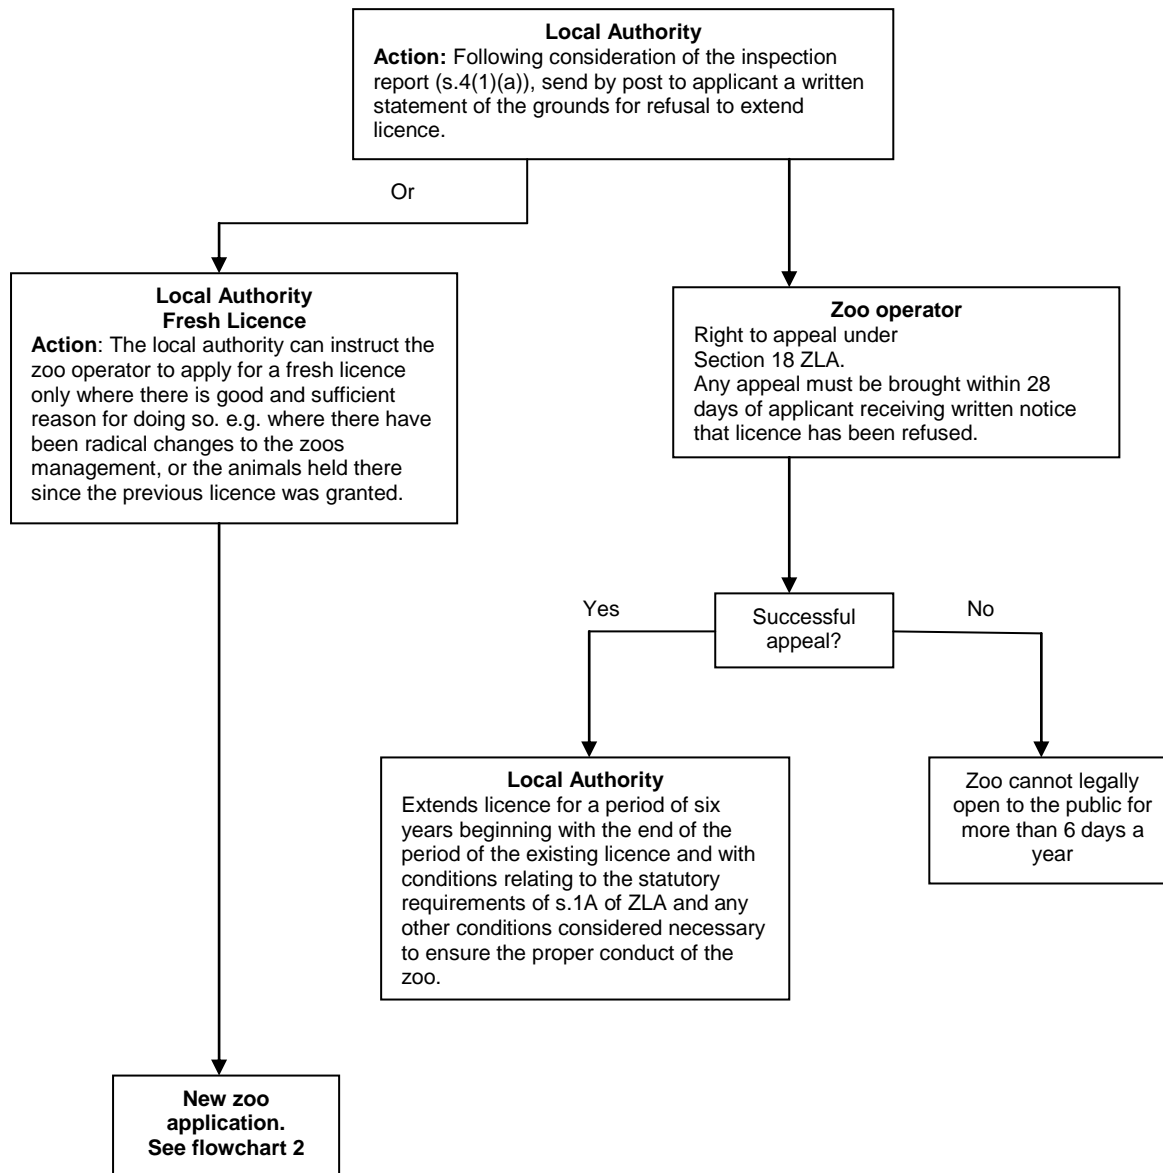 Local Authority
Action: Following consideration of the inspection
report (s.4(1)(a)), send by post to applicant a written
statement of the grounds for refusal to extend
licence.
Or
Local Authority
Fresh Licence
Action: The local authority can instruct the
zoo operator to apply for a fresh licence
only where there is good and sufficient
reason for doing so. e.g. where there have
been radical changes to the zoos
management, or the animals held there
since the previous licence was granted.
Zoo operator
Right to appeal under
Section 18 ZLA.
Any appeal must be brought within 28
days of applicant receiving written notice
that licence has been refused.
Yes
Successful
appeal?
No
Local Authority
Extends licence for a period of six
years beginning with the end of the
period of the existing licence and with
conditions relating to the statutory
requirements of s.1A of ZLA and any
other conditions considered necessary
to ensure the proper conduct of the
zoo.
Zoo cannot legally
open to the public for
more than 6 days a
year
New zoo
application.
See flowchart 2